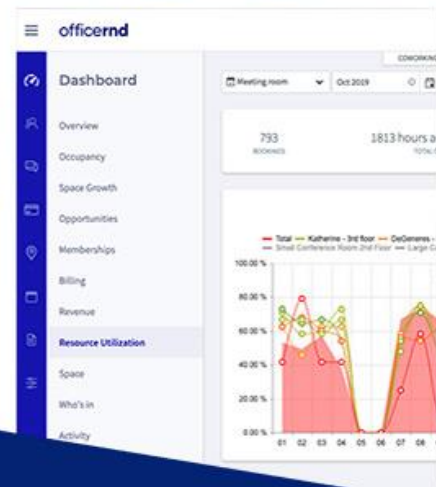 officernd
COWORKING
Dashboard
Meeting room
Oct 2019
Overview
793
BOOKINGS
1813 hours
Occupancy
Space Growth
Opportunities
Total
Katherine - 3rd floor
DeGeneres -
Small Conference Room 2nd Floor
Large
Memberships
Billing
Revenue
Resource Utilization
Space
Who's in
Activity
100.00 %
80.00 %
60.00 %
40.00 %
20.00 %
0.00 %
01 02 03 04 05 06 07 08